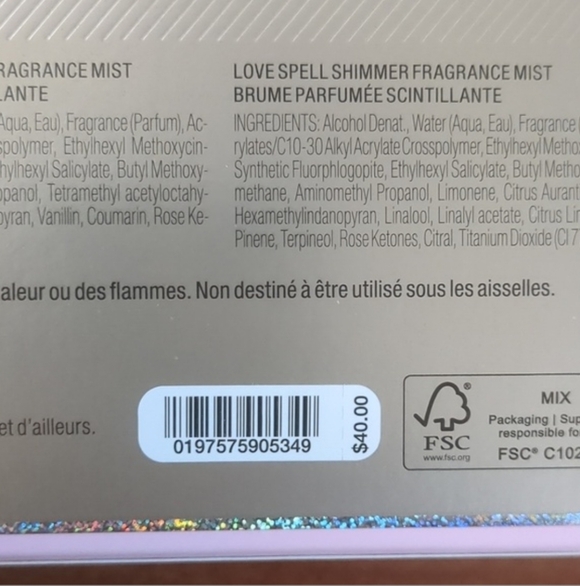 RAGRANCE MIST
LANTE
Aqua, Eau), Fragrance (Parfum), Ac-
spolymer, Ethylhexyl Methoxycin-
hylhexyl Salicylate, Butyl Methoxy-
opanol, Tetramethyl acetyloctahy-
pyran, Vanillin, Coumarin, Rose Ke-
LOVE SPELL SHIMMER FRAGRANCE MIST
BRUME PARFUMÉE SCINTILLANTE
INGREDIENTS: Alcohol Denat., Water (Aqua, Eau), Fragrance
rylates/C10-30 Alkyl Acrylate Crosspolymer, Ethylhexyl Metho
Synthetic Fluorphlogopite, Ethylhexyl Salicylate, Butyl Metho
methane, Aminomethyl Propanol, Limonene, Citrus Aurant
Hexamethylindanopyran, Linalool, Linalyl acetate, Citrus Li
Pinene, Terpineol, Rose Ketones, Citral, Titanium Dioxide (CI 7
aleur ou des flammes. Non destiné à être utilisé sous les aisselles.
et d'ailleurs.
0197575905349
$40.00
FSC
www.fsc.org
MIX
Packaging | Sup
responsible fo
FSC® C102